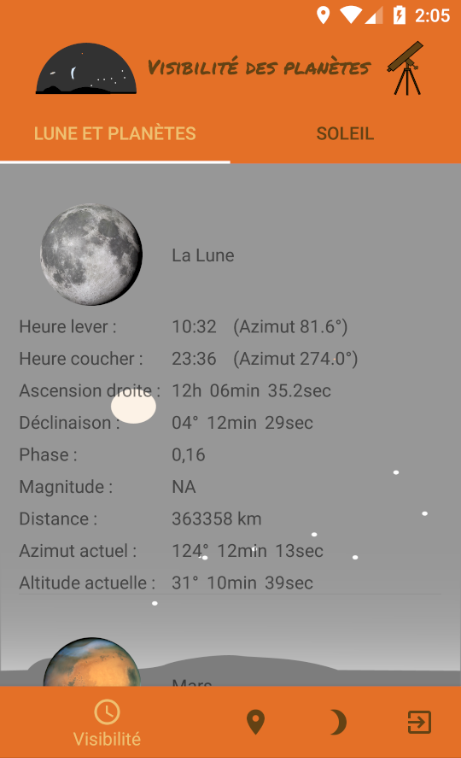 2:05
Visibilité des planètes
LUNE ET PLANÈTES SOLEIL
La Lune
Heure lever : 10:32 (Azimut 81.6°)
Heure coucher : 23:36 (Azimut 274.0°)
Ascension droite : 12h 06min 35.2sec
Déclinaison : 04° 12min 29sec
Phase : 0,16
Magnitude : NA
Distance : 363358 km
Azimut actuel : 124° 12min 13sec
Altitude actuelle : 31° 10min 39sec
Mars
Visibilité